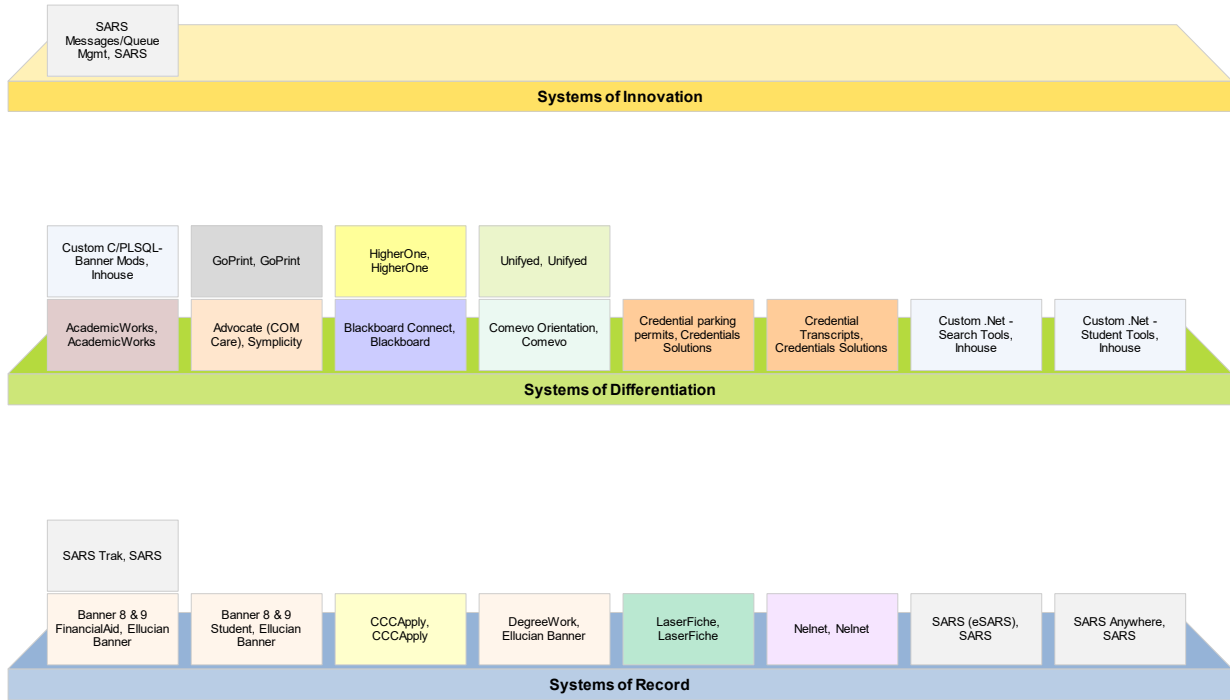 SARS
Messages/Queue
Mgmt, SARS
Systems of Innovation
Custom C/PLSQL-
Banner Mods,
Inhouse
GoPrint, GoPrint
HigherOne,
HigherOne
Unifyed, Unifyed
AcademicWorks,
AcademicWorks
Advocate (COM
Care), Symplicity
Blackboard Connect,
Blackboard
Comevo Orientation,
Comevo
Credential parking
permits, Credentials
Solutions
Credential
Transcripts,
Credentials Solutions
Custom .Net -
Search Tools,
Inhouse
Custom .Net -
Student Tools,
Inhouse
Systems of Differentiation
SARS Trak, SARS
Banner 8 & 9
FinancialAid, Ellucian
Banner
Banner 8 & 9
Student, Ellucian
Banner
CCCApply,
CCCApply
DegreeWork,
Ellucian Banner
LaserFiche,
LaserFiche
Nelnet, Nelnet
SARS (eSARS),
SARS
SARS Anywhere,
SARS
Systems of Record